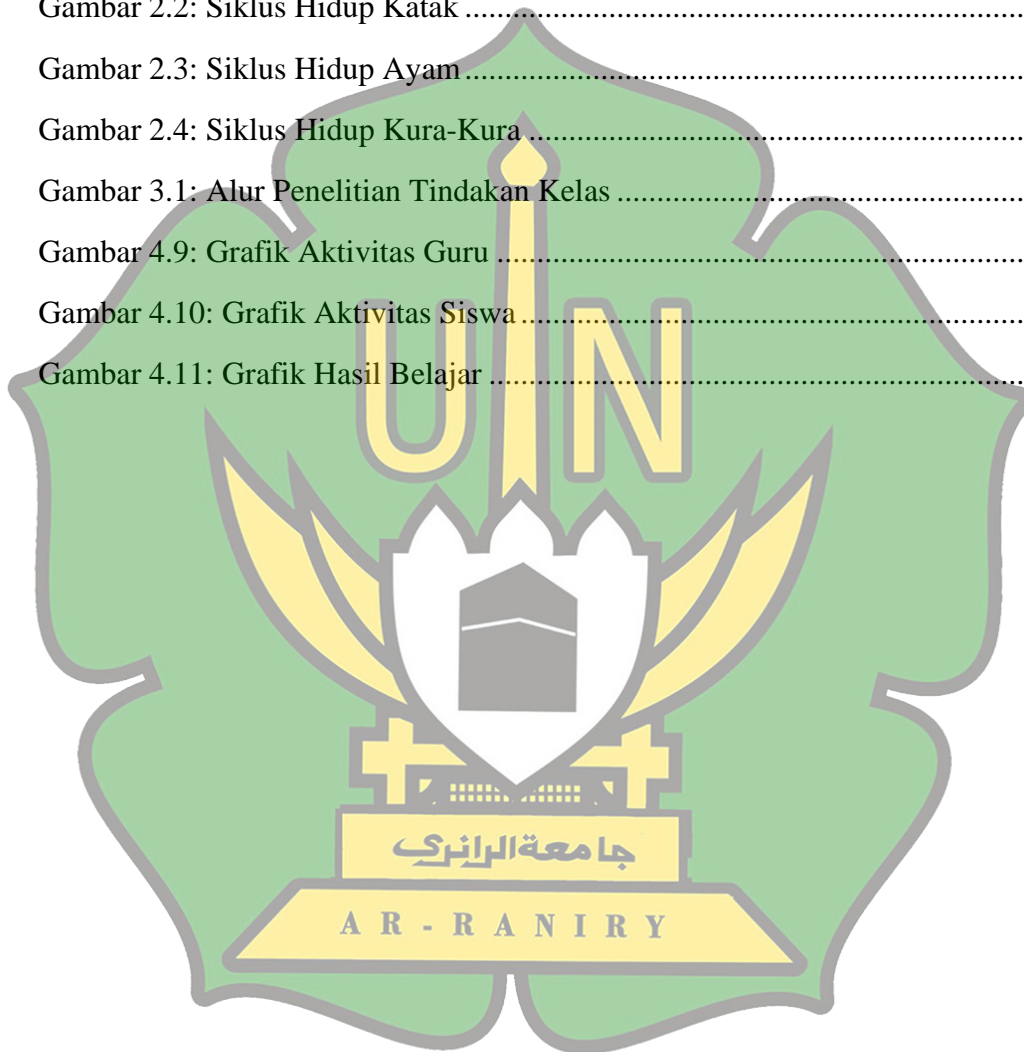 Gambar 2.2: Siklus Hidup Katak ......................................................................
Gambar 2.3: Siklus Hidup Ayam ......................................................................
Gambar 2.4: Siklus Hidup Kura-Kura ..............................................................
Gambar 3.1: Alur Penelitian Tindakan Kelas ...................................................
Gambar 4.9: Grafik Aktivitas Guru ..................................................................
Gambar 4.10: Grafik Aktivitas Siswa ...............................................................
Gambar 4.11: Grafik Hasil Belajar ...................................................................
UIN
جامعة الرانري
AR-RANIRY